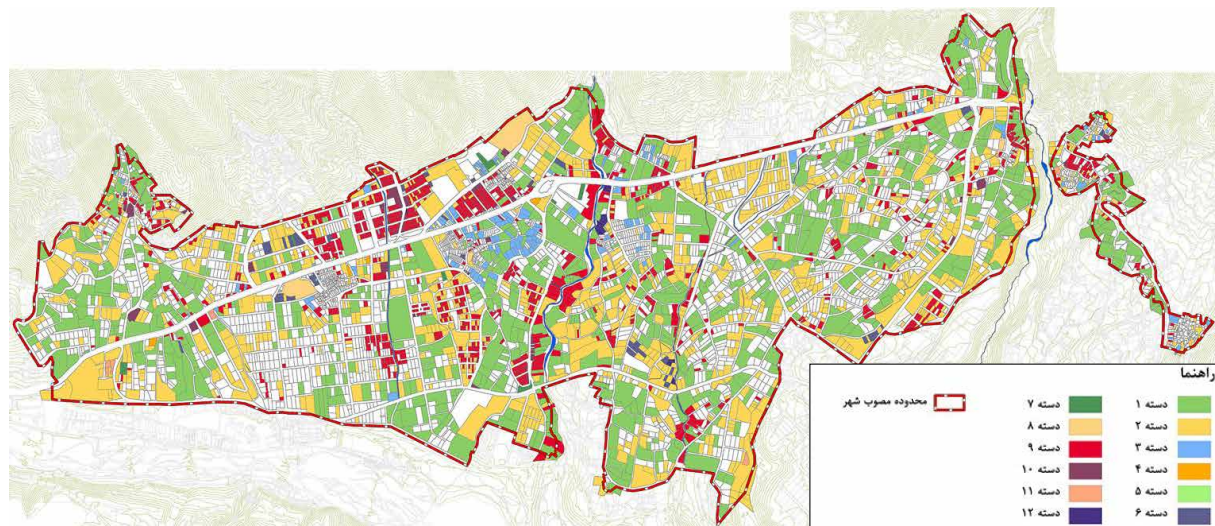 راهنما
دسته ۱
دسته ۲
دسته ۳
دسته ۴
دسته ۵
دسته ۶
دسته ۷
دسته ۸
دسته ۹
دسته ۱۰
دسته ۱۱
دسته ۱۲
محدوده مصوب شهر